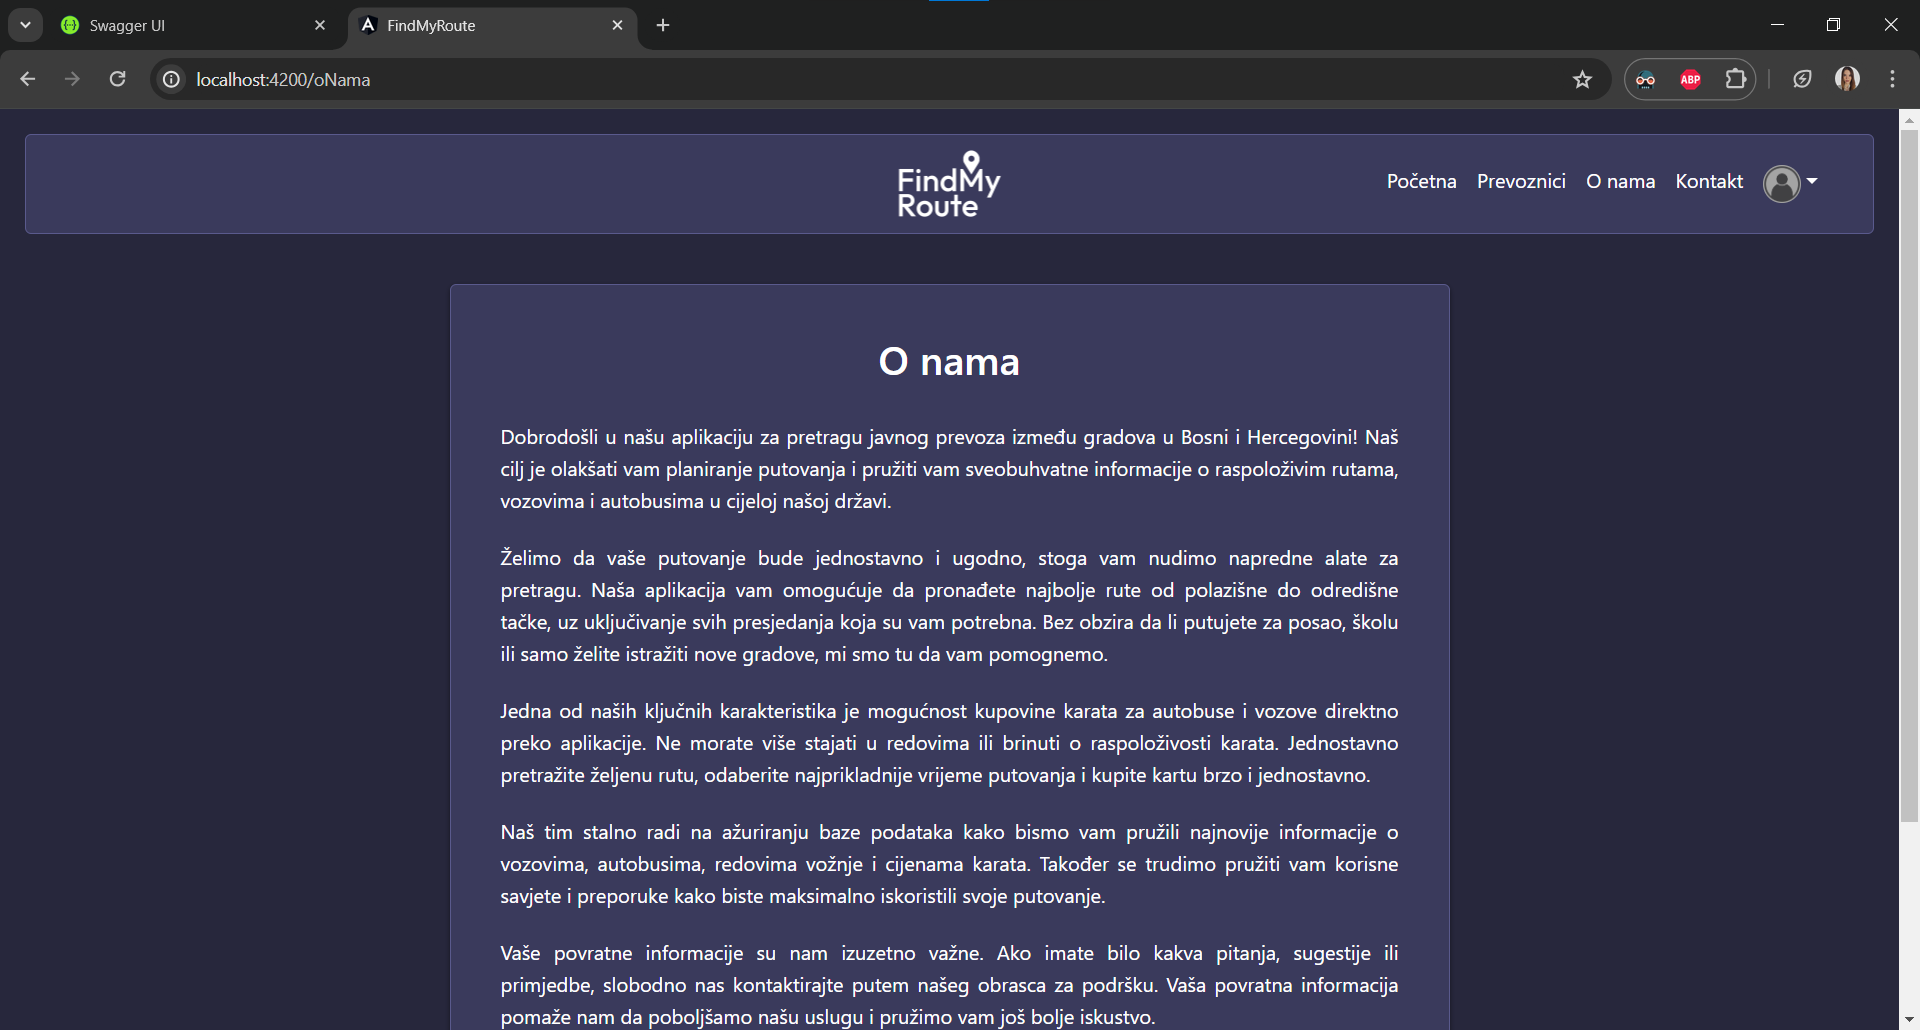 Swagger UI
FindMyRoute
localhost:4200/oNama
ABP
FindMy
Route
Početna Prevoznici O nama Kontakt
O nama
Dobrodošli u našu aplikaciju za pretragu javnog prevoza između gradova u Bosni i Hercegovini! Naš
cilj je olakšati vam planiranje putovanja i pružiti vam sveobuhvatne informacije o raspoloživim rutama,
vozovima i autobusima u cijeloj našoj državi.
Želimo da vaše putovanje bude jednostavno i ugodno, stoga vam nudimo napredne alate za
pretragu. Naša aplikacija vam omogućuje da pronađete najbolje rute od polazišne do odredišne
tačke, uz uključivanje svih presjedanja koja su vam potrebna. Bez obzira da li putujete za posao, školu
ili samo želite istražiti nove gradove, mi smo tu da vam pomognemo.
Jedna od naših ključnih karakteristika je mogućnost kupovine karata za autobuse i vozove direktno
preko aplikacije. Ne morate više stajati u redovima ili brinuti o raspoloživosti karata. Jednostavno
pretražite željenu rutu, odaberite najprikladnije vrijeme putovanja i kupite kartu brzo i jednostavno.
Naš tim stalno radi na ažuriranju baze podataka kako bismo vam pružili najnovije informacije o
vozovima, autobusima, redovima vožnje i cijenama karata. Također se trudimo pružiti vam korisne
savjete i preporuke kako biste maksimalno iskoristili svoje putovanje.
Vaše povratne informacije su nam izuzetno važne. Ako imate bilo kakva pitanja, sugestije ili
primjedbe, slobodno nas kontaktirajte putem našeg obrasca za podršku. Vaša povratna informacija
pomaže nam da poboljšamo našu uslugu i pružimo vam još bolje iskustvo.